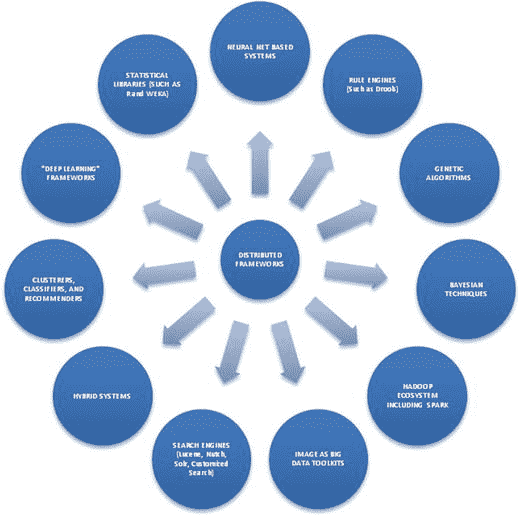 NEURAL NET BASED
SYSTEMS
RULE ENGINES
(Such as Drools)
GENETIC
ALGORITHMS
BAYESIAN
TECHNIQUES
HADOOP
ECOSYSTEM
INCLUDING SPARK
IMAGE AS BIG
DATA TOOLKITS
SEARCH ENGINES
(Lucene, Nutch,
Solr, Customized
Search)
HYBRID SYSTEMS
CLUSTERERS,
CLASSIFIERS, AND
RECOMMENDERS
"DEEP LEARNING"
FRAMEWORKS
STATISTICAL
LIBRARIES (SUCH AS
R and WEKA)
DISTRIBUTED
FRAMEWORKS